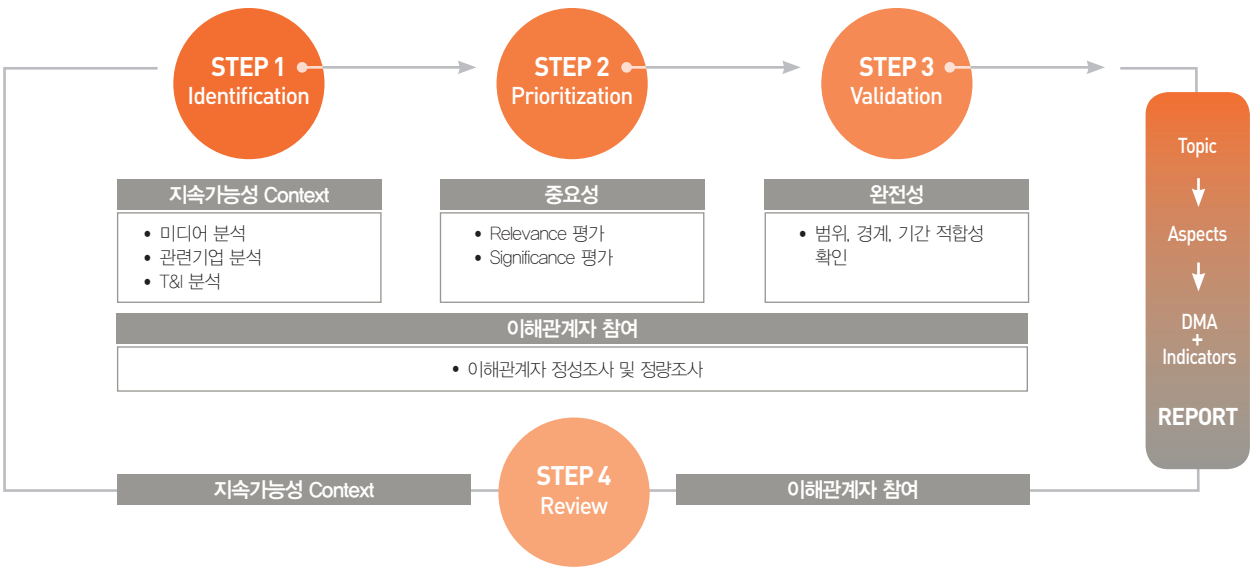 STEP 1
Identification
STEP 2
Prioritization
STEP 3
Validation
지속가능성 Context
• 미디어 분석
• 관련기업 분석
• T&I 분석
중요성
• Relevance 평가
• Significance 평가
완전성
• 범위, 경계, 기간 적합성
확인
이해관계자 참여
• 이해관계자 정성조사 및 정량조사
Topic
Aspects
DMA
+
Indicators
REPORT
지속가능성 Context
STEP 4
Review
이해관계자 참여